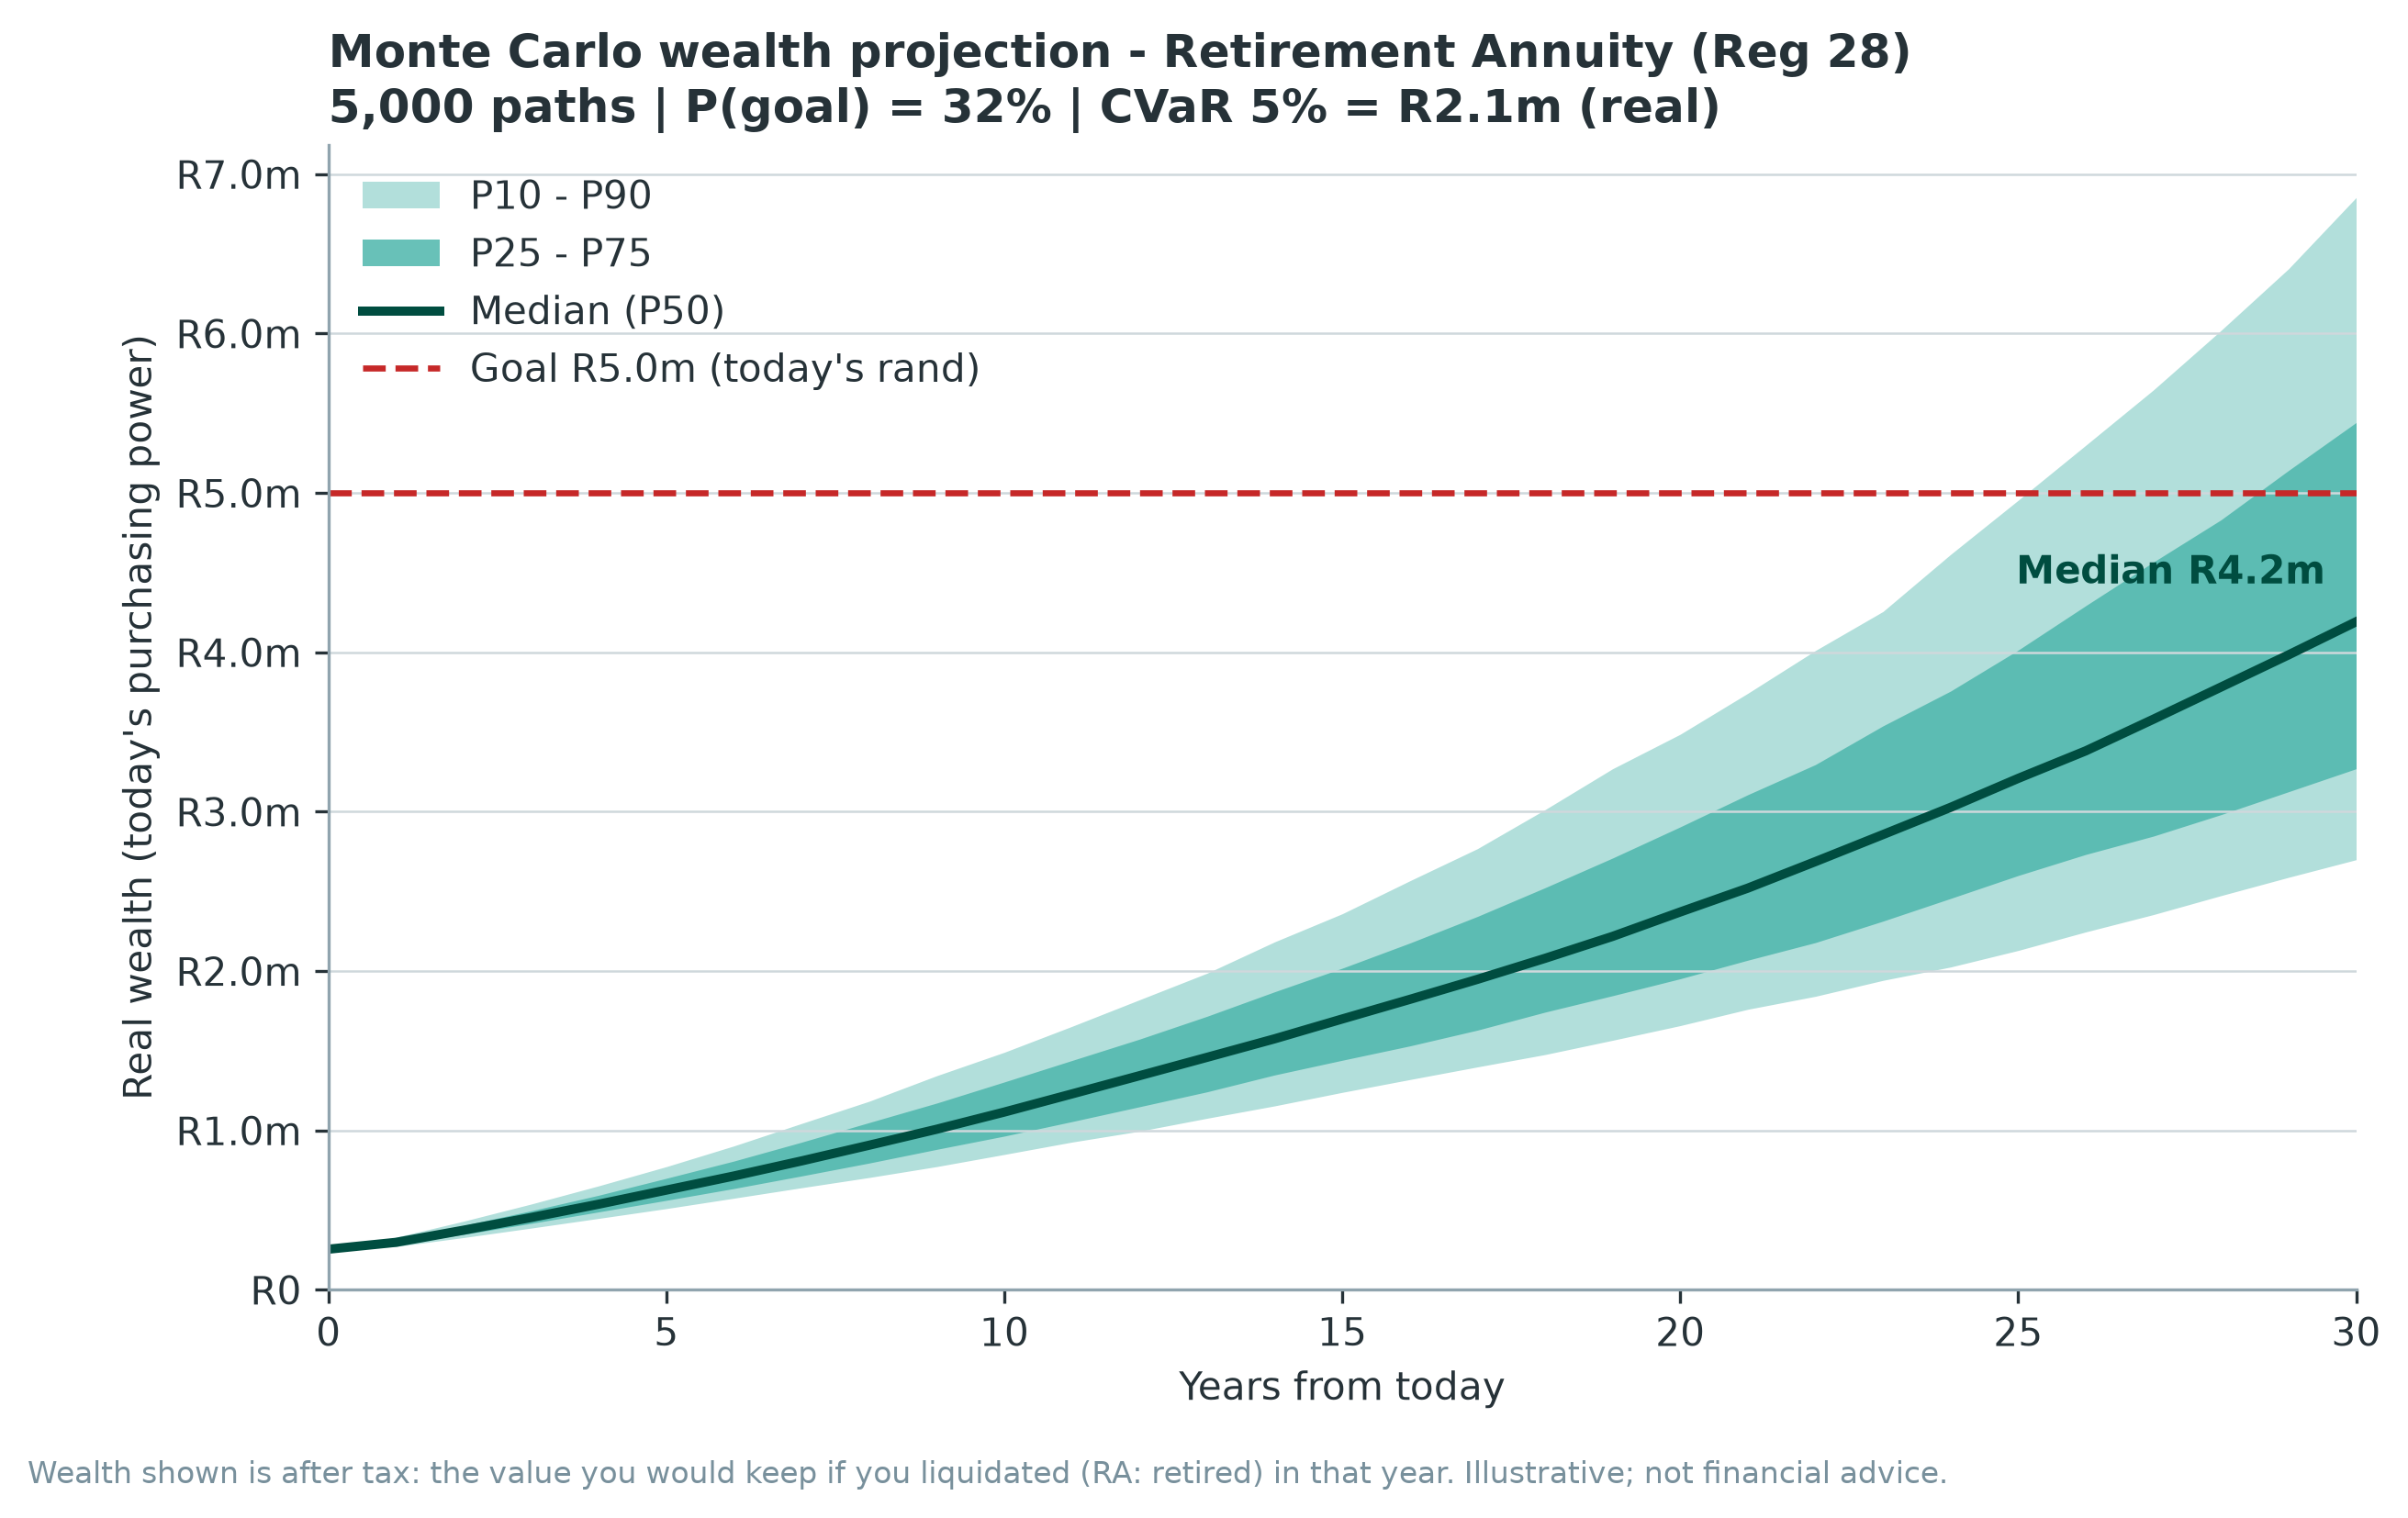 Monte Carlo wealth projection - Retirement Annuity (Reg 28)
5,000 paths | P(goal) = 32% | CVaR 5% = R2.1m (real)
P10 - P90
P25 - P75
Median (P50)
Goal R5.0m (today's rand)
Real wealth (today's purchasing power)
R7.0m
R6.0m
R5.0m
R4.0m
R3.0m
R2.0m
R1.0m
R0
Median R4.2m
0 5 10 15 20 25 30
Years from today
Wealth shown is after tax: the value you would keep if you liquidated (RA: retired) in that year. Illustrative; not financial advice.